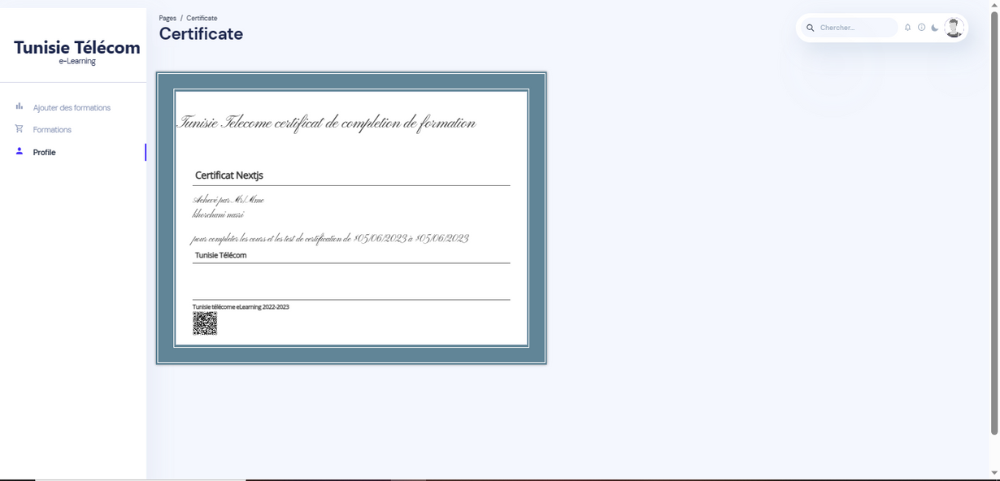 Tunisie Télécom
e-Learning
Ajouter des formations
Formations
Profile
Pages / Certificate
Certificate
Chercher...
Tunisie Telecome certificat de completion de formation
Certificat Nextjs
Achevé par Mr/Mme
khorchani nasri
pour completer les cours et les test de certification de $05/06/2023 à $05/06/2023
Tunisie Télécom
Tunisie télécome eLearning 2022-2023